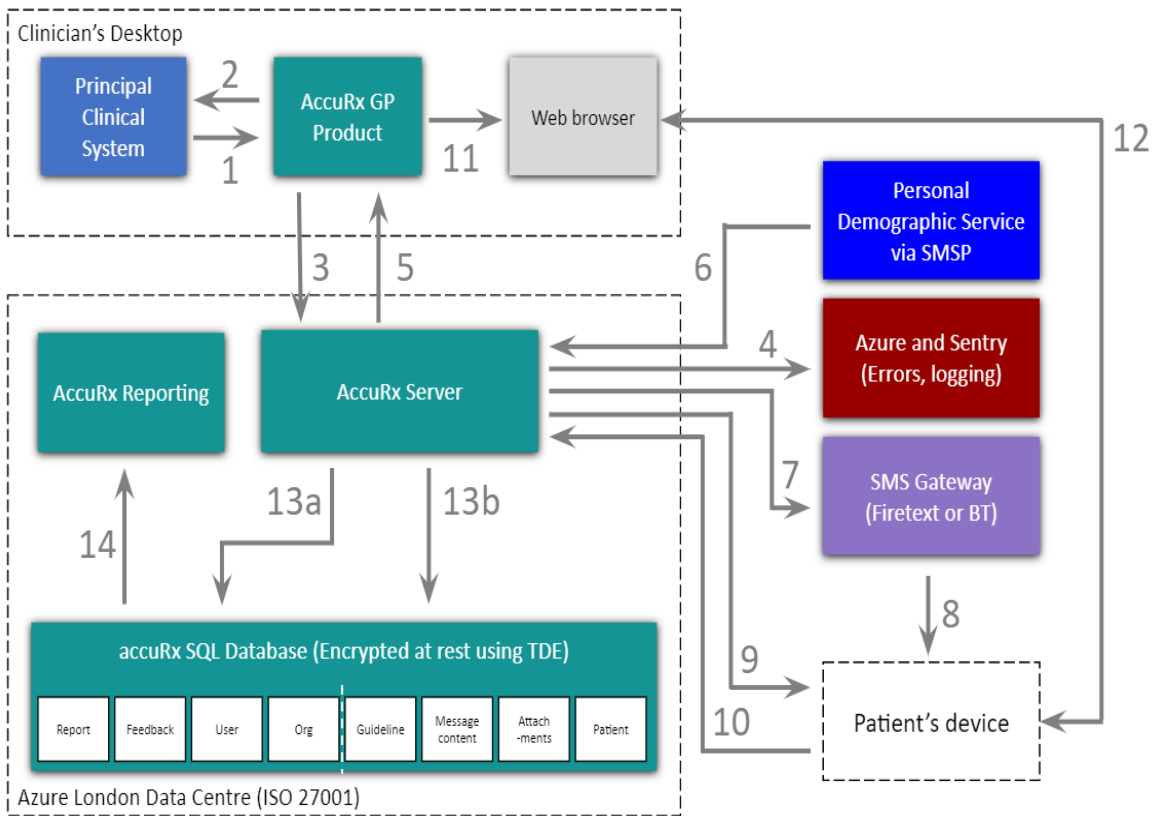 Clinician's Desktop
Principal
Clinical
System
2
1
AccuRx GP
Product
11
Web browser
12
3
5
6
Personal
Demographic Service
via SMSP
4
Azure and Sentry
(Errors, logging)
AccuRx Reporting
AccuRx Server
7
SMS Gateway
(Firetext or BT)
14
13a
13b
8
accuRx SQL Database (Encrypted at rest using TDE)
Report
Feedback
User
Org
Guideline
Message
content
Attach
-ments
Patient
9
10
Patient's device
Azure London Data Centre (ISO 27001)